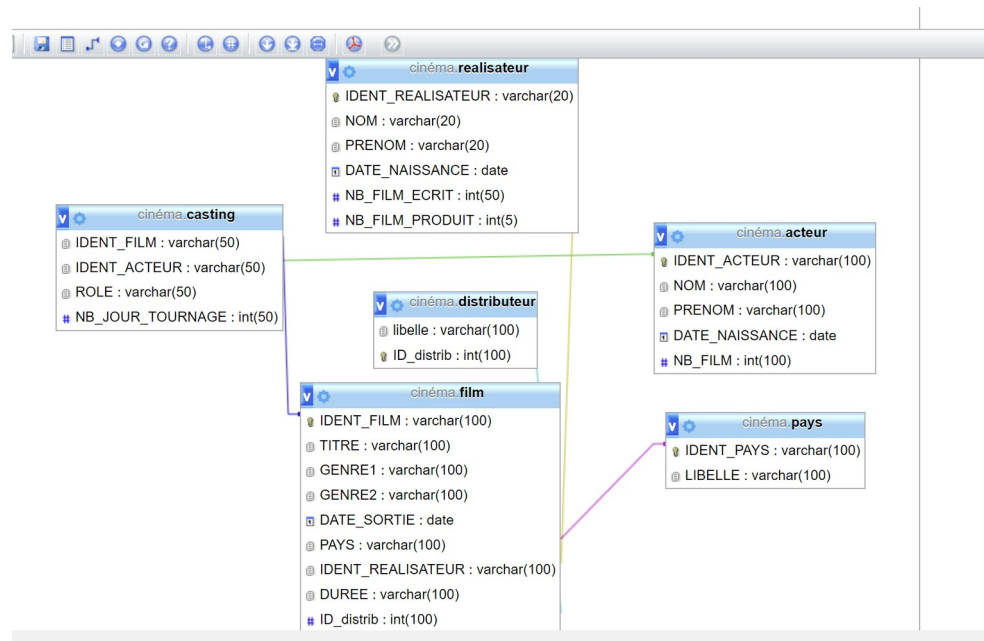 cinéma.realisateur
IDENT_REALISATEUR : varchar(20)
NOM : varchar(20)
PRENOM : varchar(20)
DATE_NAISSANCE : date
NB_FILM_ECRIT : int(50)
NB_FILM_PRODUIT : int(5)
cinéma.casting
IDENT_FILM : varchar(50)
IDENT_ACTEUR : varchar(50)
ROLE : varchar(50)
NB_JOUR_TOURNAGE : int(50)
cinéma.acteur
IDENT_ACTEUR : varchar(100)
NOM : varchar(100)
PRENOM : varchar(100)
DATE_NAISSANCE : date
NB_FILM : int(100)
cinéma.distributeur
libelle : varchar(100)
ID_distrib : int(100)
cinéma.film
IDENT_FILM : varchar(100)
TITRE : varchar(100)
GENRE1 : varchar(100)
GENRE2 : varchar(100)
DATE_SORTIE : date
PAYS : varchar(100)
IDENT_REALISATEUR : varchar(100)
DUREE : varchar(100)
ID_distrib : int(100)
cinéma.pays
IDENT_PAYS : varchar(100)
LIBELLE : varchar(100)